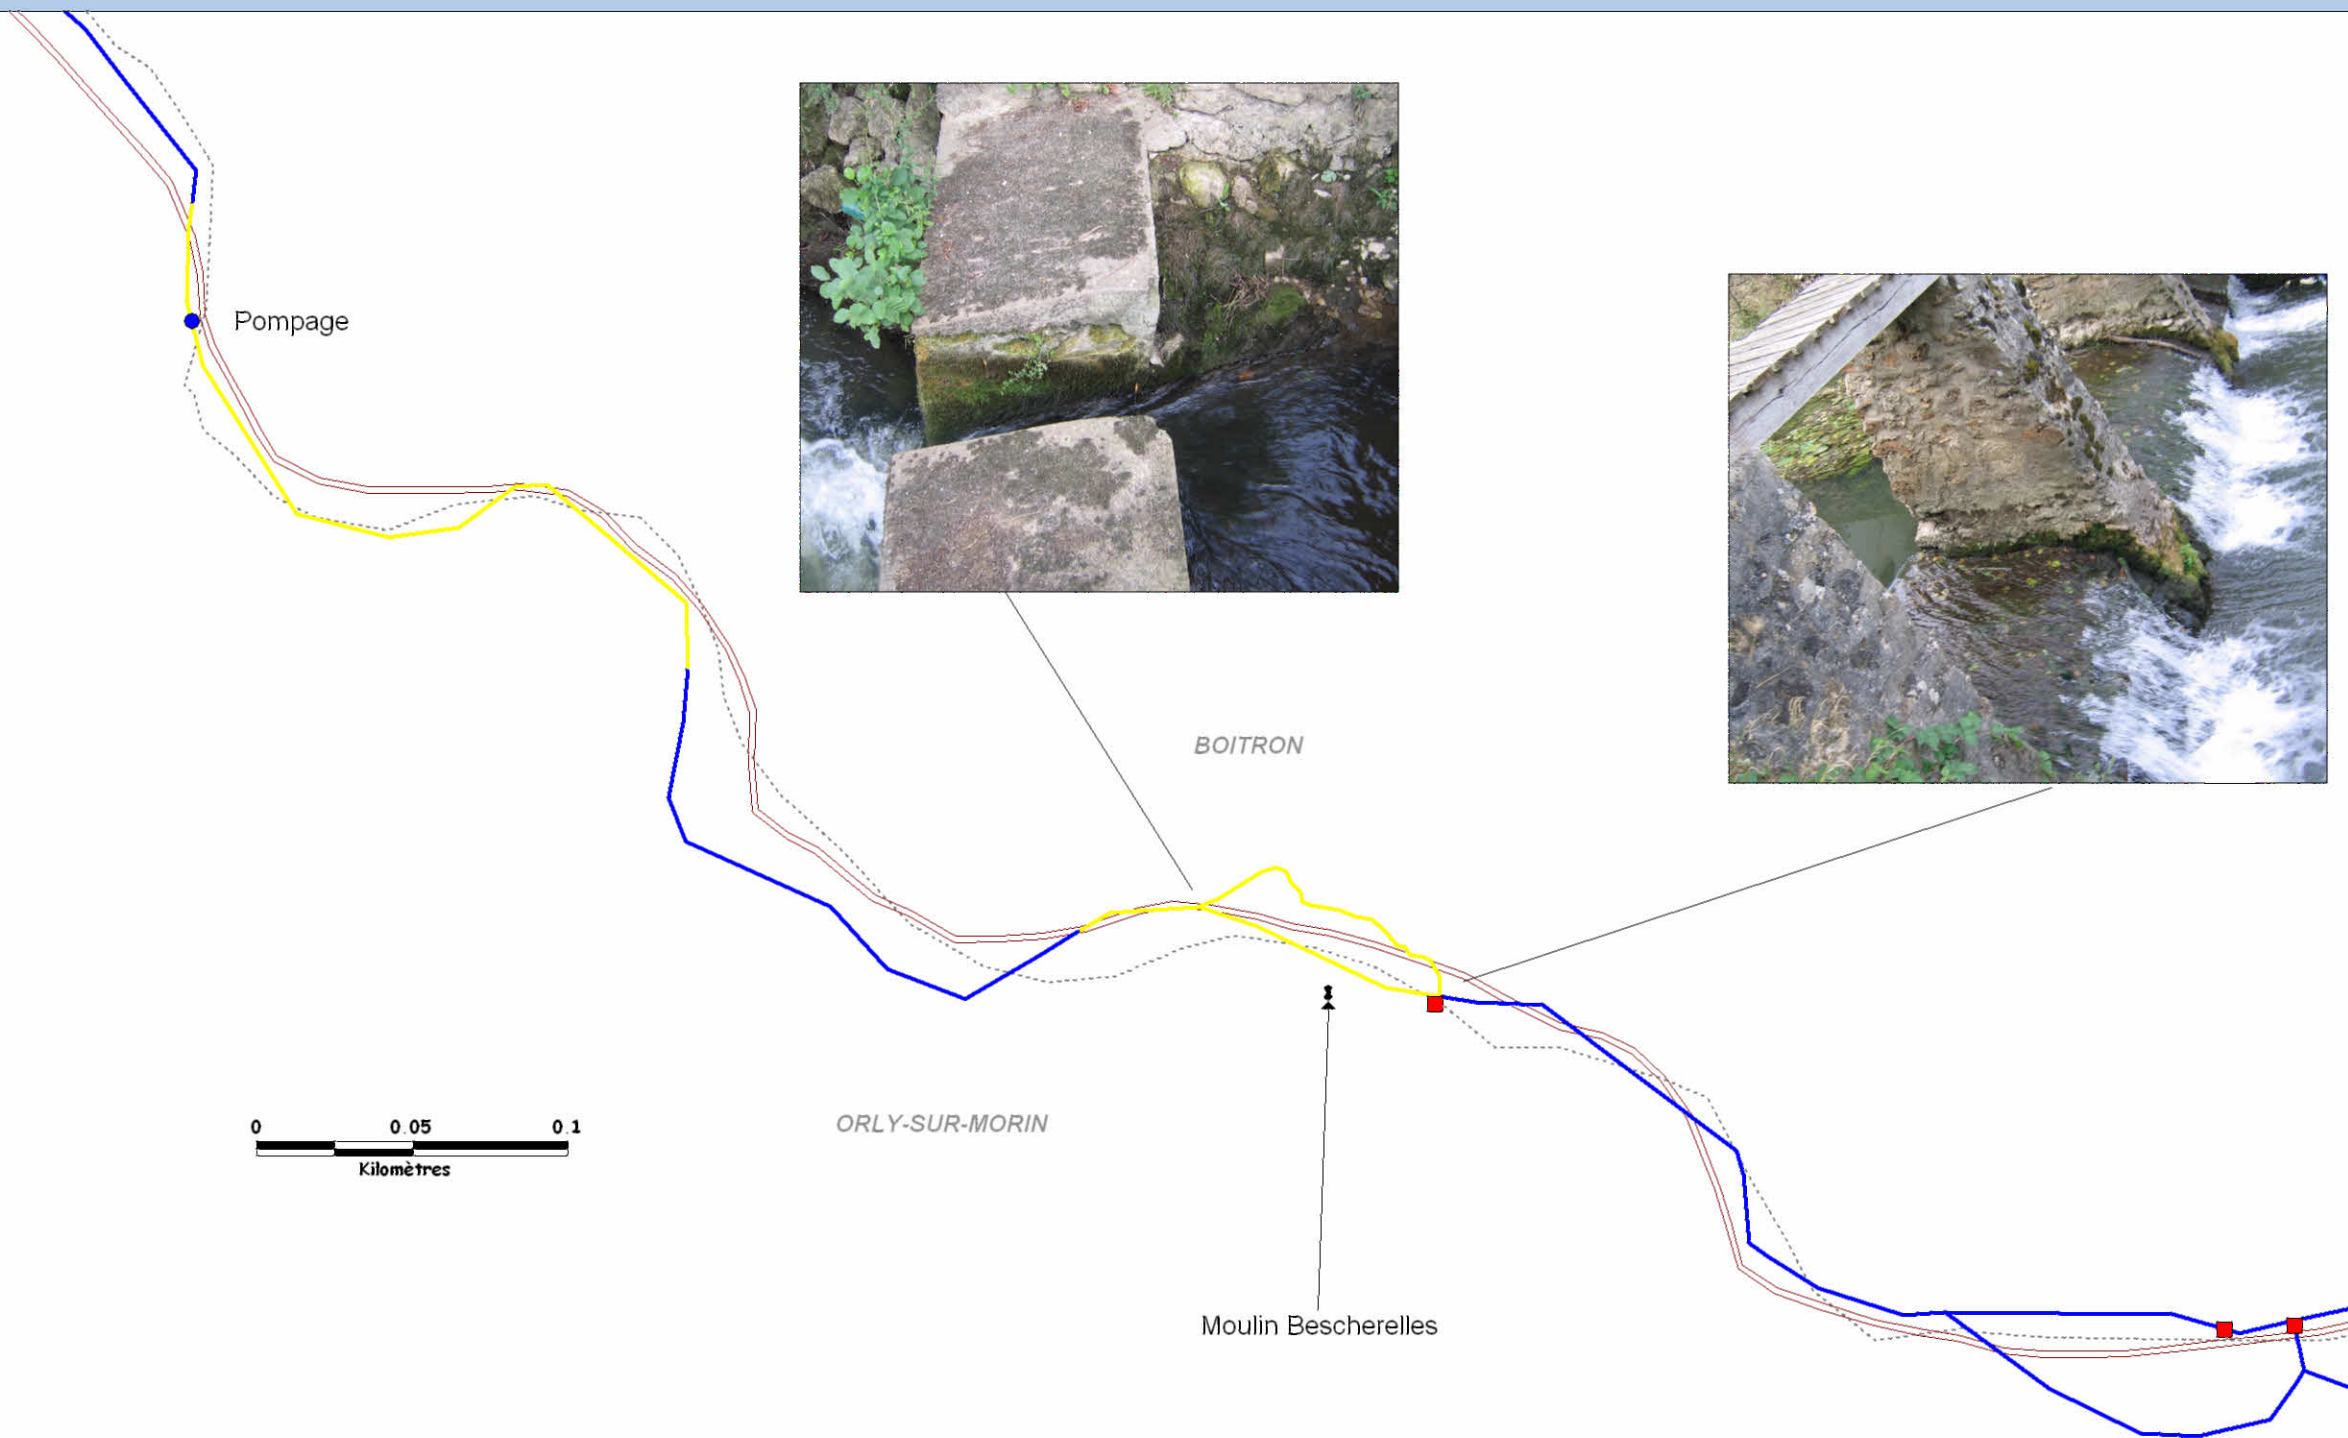 Pompage
BOITRON
ORLY-SUR-MORIN
0 0.05 0.1
Kilomètres
Moulin Bescherelles